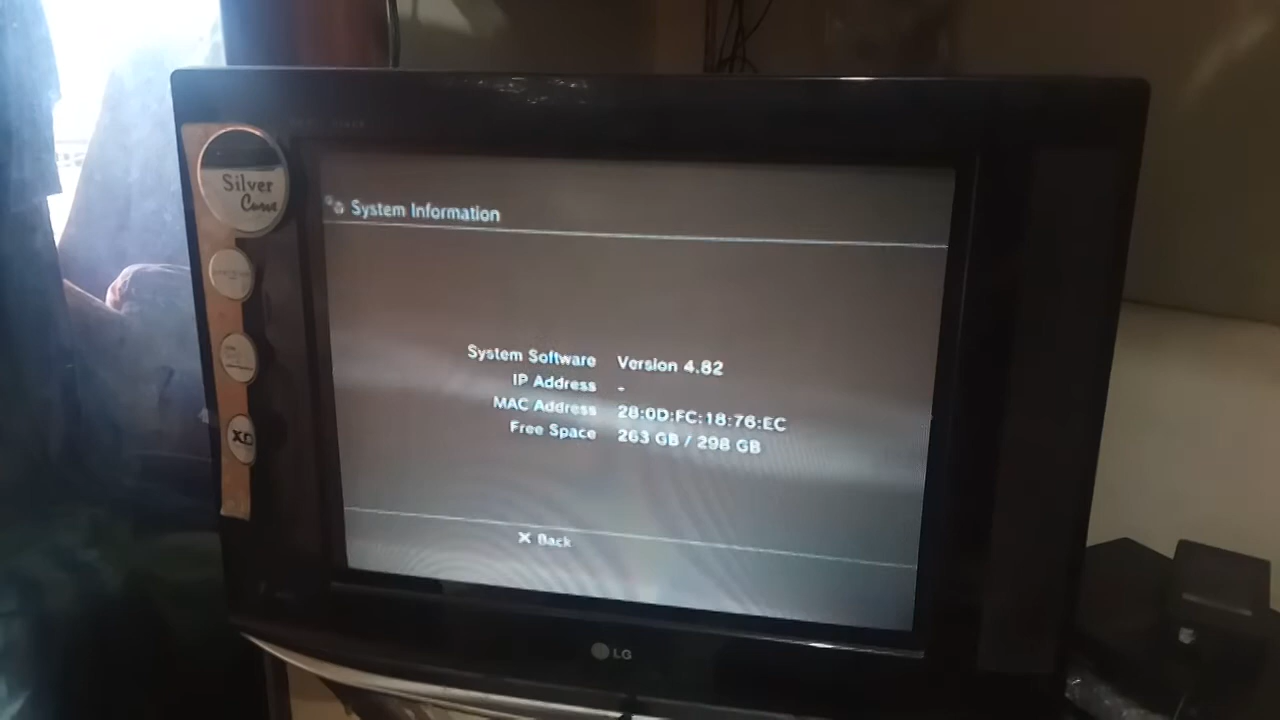 Silver
Curve
XD
System Information
System Software Version 4.82
IP Address -
MAC Address 28:0D:FC:18:76:EC
Free Space 263 GB / 298 GB
X Back
LG